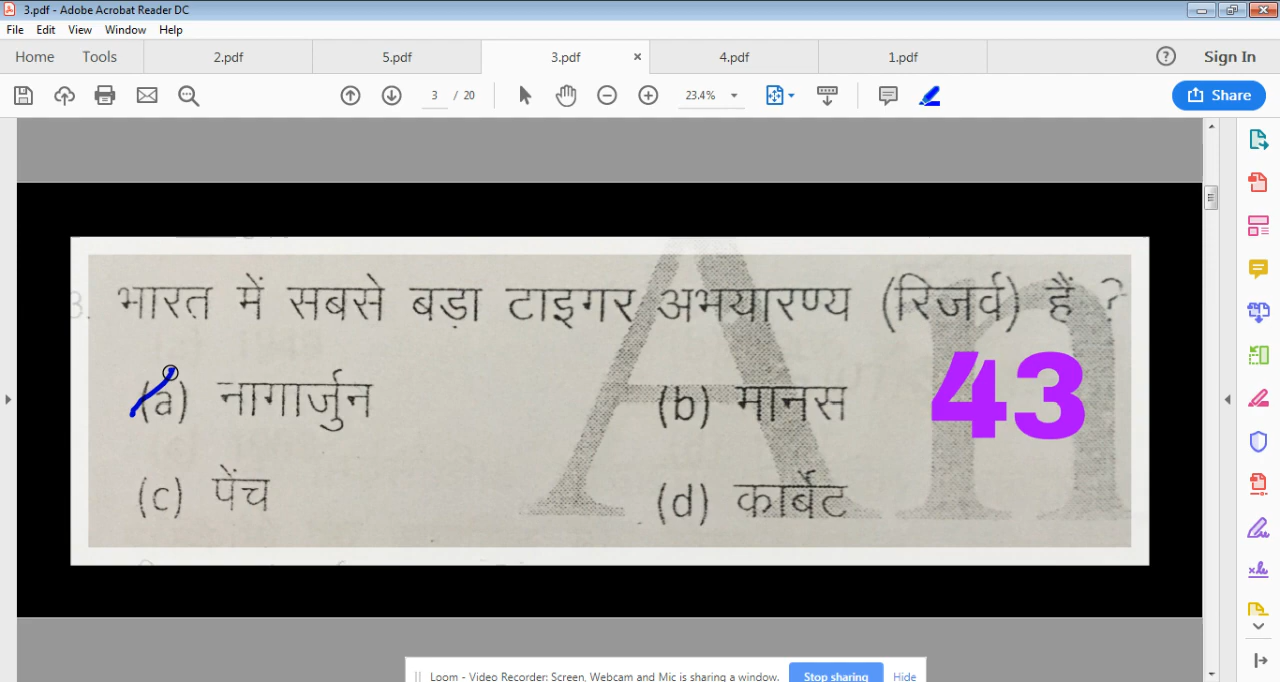 3.pdf - Adobe Acrobat Reader DC
File Edit View Window Help
Home Tools 2.pdf 5.pdf 3.pdf × 4.pdf 1.pdf ? Sign In
3 / 20 23.4% Share
3. भारत में सबसे बड़ा टाइगर अभयारण्य (रिजर्व) हैं ?
43
(a) नागार्जुन (b) मानस
(c) पेंच (d) कार्बेट
An
Loom - Video Recorder: Screen, Webcam and Mic is sharing a window. Stop sharing Hide